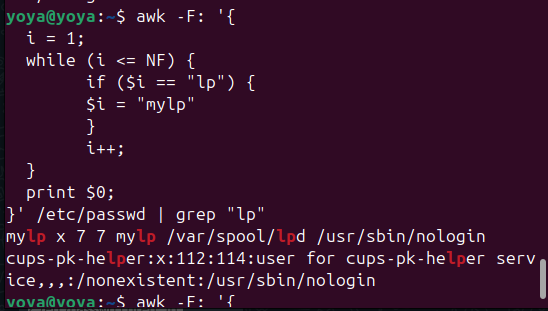 yoya@yoya:~$ awk -F: '{
  i = 1;
  while (i <= NF) {
        if ($i == "lp") {
        $i = "mylp"
        }
        i++;
  }
  print $0;
}' /etc/passwd | grep "lp"
mylp x 7 7 mylp /var/spool/lpd /usr/sbin/nologin
cups-pk-helper:x:112:114:user for cups-pk-helper serv
ice,,,:/nonexistent:/usr/sbin/nologin
yoya@yoya:~$ awk -F: '{